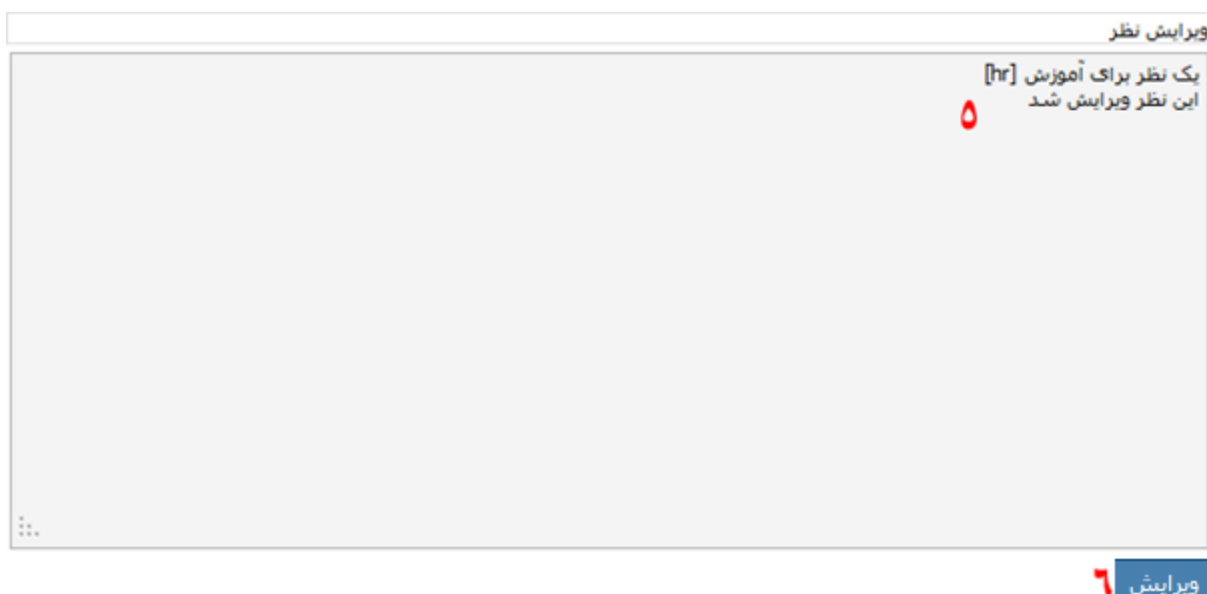 ویرایش نظر
یک نظر برای آموزش [hr]
این نظر ویرایش شد
۵
ویرایش ٦